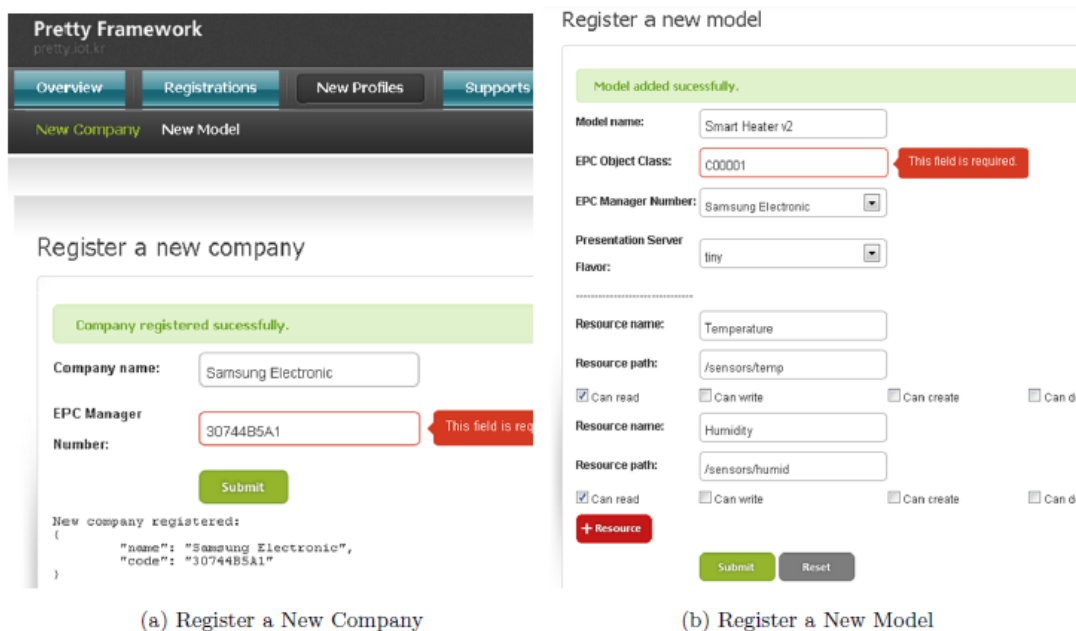 Pretty Framework
pretty.iot.kr
Overview Registrations New Profiles Supports
New Company New Model
Register a new company
Company registered sucessfully.
Company name: Samsung Electronic
EPC Manager
Number: 30744B5A1 This field is req
Submit
New company registered:
{
"name": "Samsung Electronic",
"code": "30744B5A1"
}
(a) Register a New Company
Register a new model
Model added sucessfully.
Model name: Smart Heater v2
EPC Object Class: C00001 This field is required.
EPC Manager Number: Samsung Electronic
Presentation Server
Flavor: tiny
--------------------------------
Resource name: Temperature
Resource path: /sensors/temp
Can read Can write Can create Can d
Resource name: Humidity
Resource path: /sensors/humid
Can read Can write Can create Can d
+ Resource
Submit Reset
(b) Register a New Model